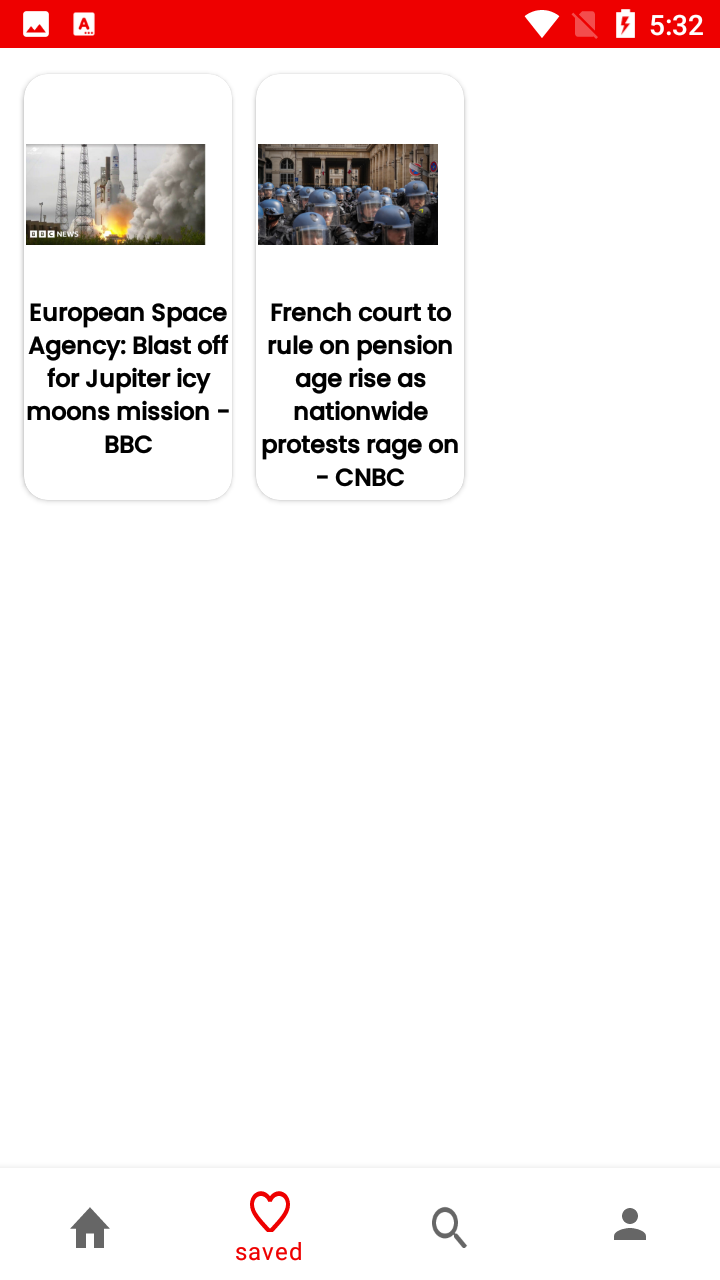 5:32
BBC NEWS
European Space
Agency: Blast off
for Jupiter icy
moons mission -
BBC
French court to
rule on pension
age rise as
nationwide
protests rage on
- CNBC
saved